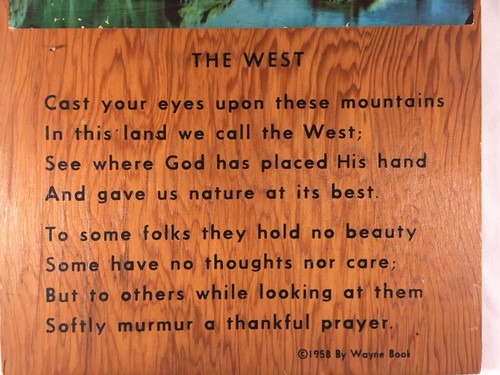 THE WEST
Cast your eyes upon these mountains
In this land we call the West;
See where God has placed His hand
And gave us nature at its best.
To some folks they hold no beauty
Some have no thoughts nor care;
But to others while looking at them
Softly murmur a thankful prayer.
©1958 By Wayne Book